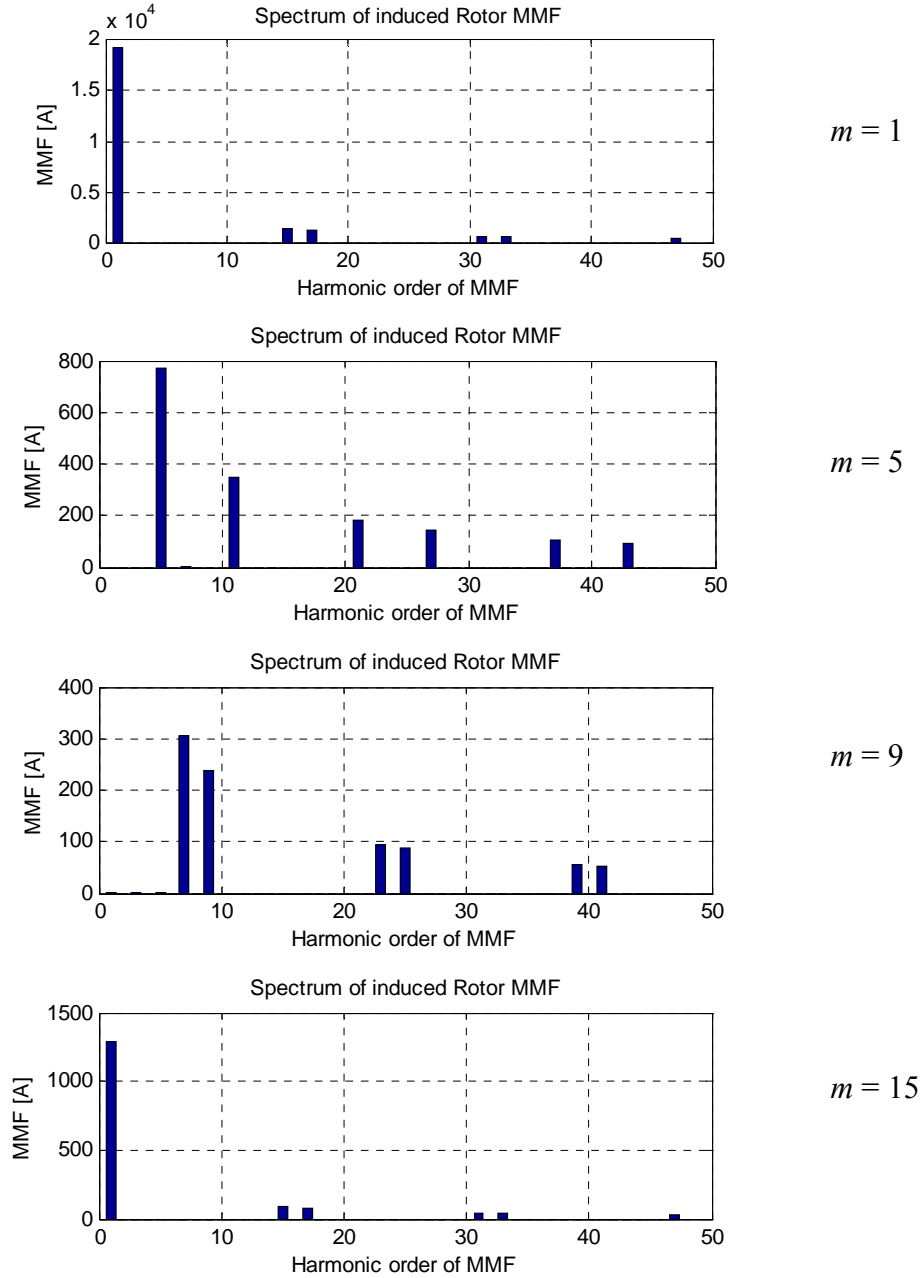 x 10^4
Spectrum of induced Rotor MMF
2
1.5
1
0.5
0
MMF [A]
0 10 20 30 40 50
Harmonic order of MMF
m = 1
Spectrum of induced Rotor MMF
800
600
400
200
0
MMF [A]
0 10 20 30 40 50
Harmonic order of MMF
m = 5
Spectrum of induced Rotor MMF
400
300
200
100
0
MMF [A]
0 10 20 30 40 50
Harmonic order of MMF
m = 9
Spectrum of induced Rotor MMF
1500
1000
500
0
MMF [A]
0 10 20 30 40 50
Harmonic order of MMF
m = 15